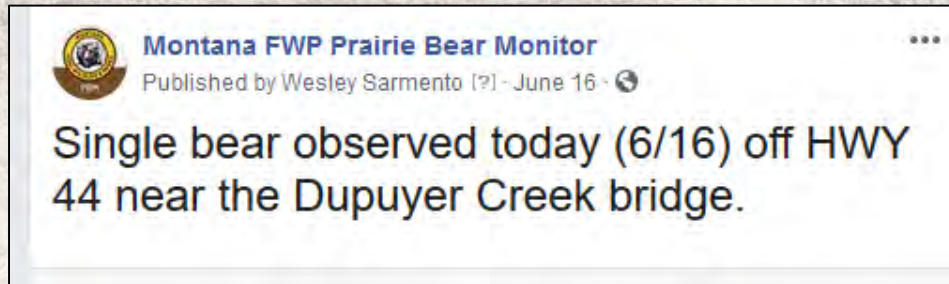 Montana FWP Prairie Bear Monitor
Published by Wesley Sarmento [?] · June 16 ·
Single bear observed today (6/16) off HWY
44 near the Dupuyer Creek bridge.